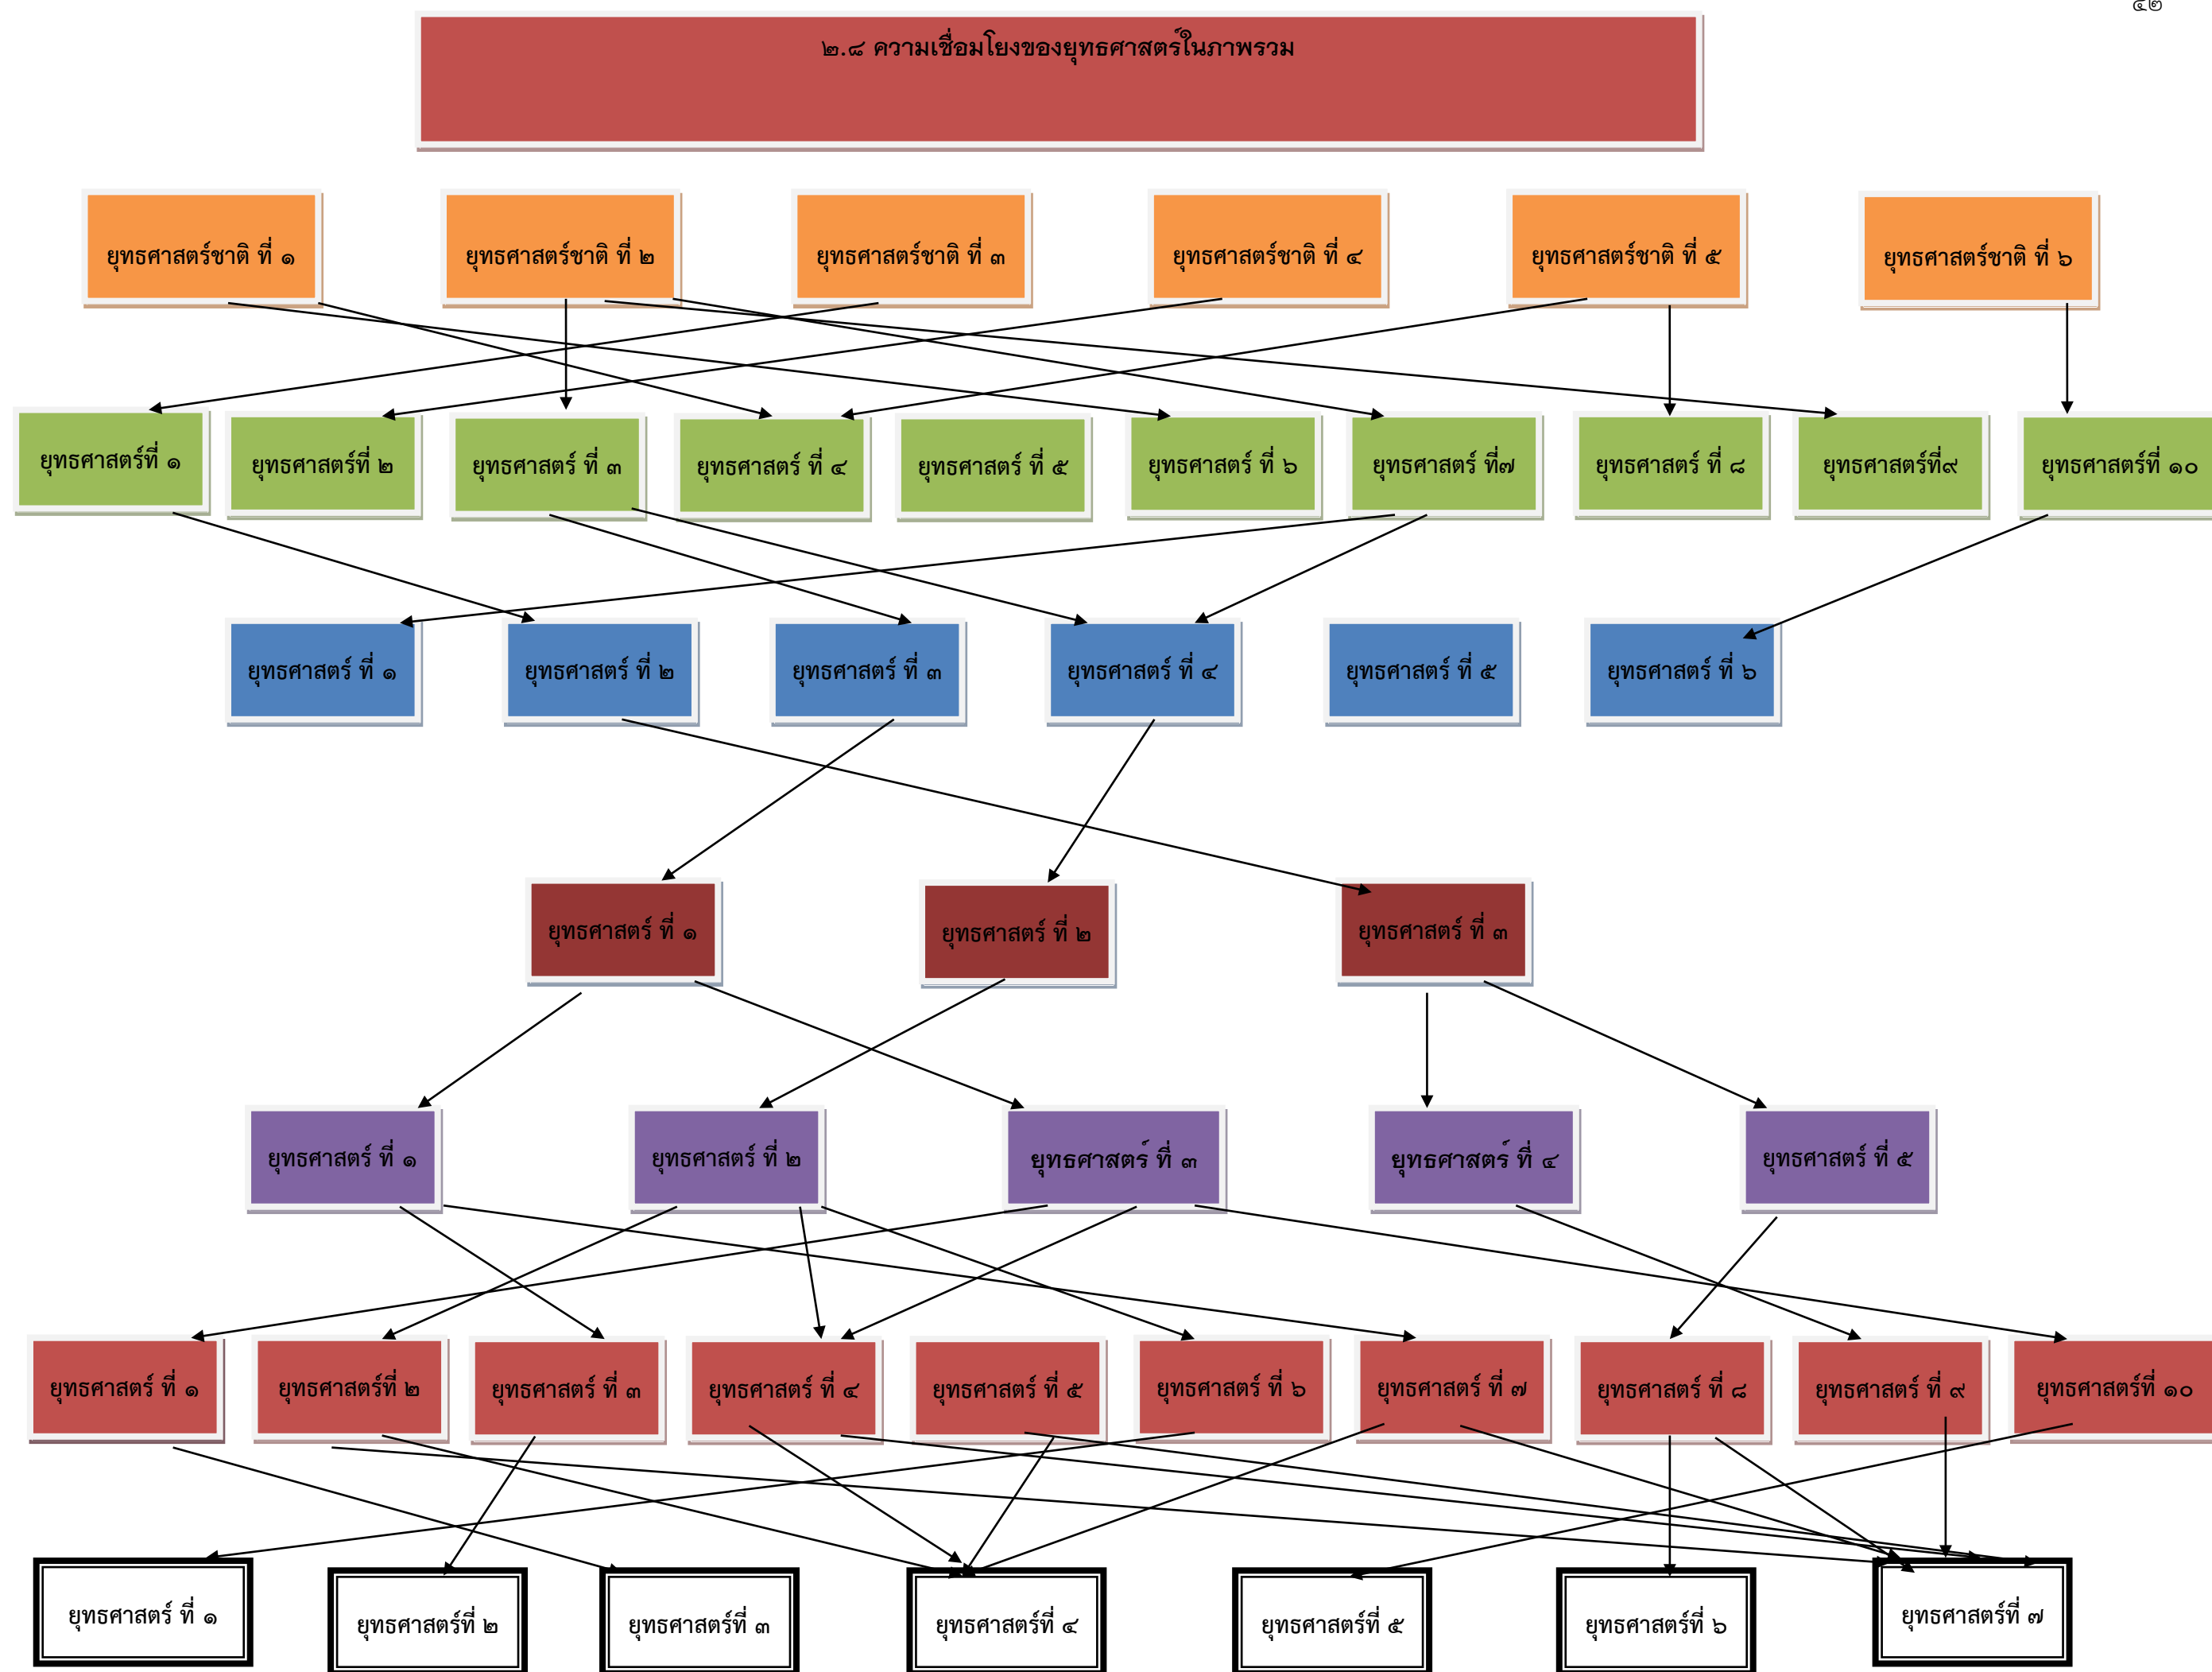 ๔๒
๒.๘ ความเชื่อมโยงของยุทธศาสตร์ในภาพรวม
ยุทธศาสตร์ชาติ ที่ ๑
ยุทธศาสตร์ชาติ ที่ ๒
ยุทธศาสตร์ชาติ ที่ ๓
ยุทธศาสตร์ชาติ ที่ ๔
ยุทธศาสตร์ชาติ ที่ ๕
ยุทธศาสตร์ชาติ ที่ ๖
ยุทธศาสตร์ที่ ๑
ยุทธศาสตร์ที่ ๒
ยุทธศาสตร์ ที่ ๓
ยุทธศาสตร์ ที่ ๔
ยุทธศาสตร์ ที่ ๕
ยุทธศาสตร์ ที่ ๖
ยุทธศาสตร์ ที่๗
ยุทธศาสตร์ ที่ ๘
ยุทธศาสตร์ที่๙
ยุทธศาสตร์ที่ ๑๐
ยุทธศาสตร์ ที่ ๑
ยุทธศาสตร์ ที่ ๒
ยุทธศาสตร์ ที่ ๓
ยุทธศาสตร์ ที่ ๔
ยุทธศาสตร์ ที่ ๕
ยุทธศาสตร์ ที่ ๖
ยุทธศาสตร์ ที่ ๑
ยุทธศาสตร์ ที่ ๒
ยุทธศาสตร์ ที่ ๓
ยุทธศาสตร์ ที่ ๑
ยุทธศาสตร์ ที่ ๒
ยุทธศาสตร์ ที่ ๓
ยุทธศาสตร์ ที่ ๔
ยุทธศาสตร์ ที่ ๕
ยุทธศาสตร์ ที่ ๑
ยุทธศาสตร์ที่ ๒
ยุทธศาสตร์ ที่ ๓
ยุทธศาสตร์ ที่ ๔
ยุทธศาสตร์ ที่ ๕
ยุทธศาสตร์ ที่ ๖
ยุทธศาสตร์ ที่ ๗
ยุทธศาสตร์ ที่ ๘
ยุทธศาสตร์ ที่ ๙
ยุทธศาสตร์ที่ ๑๐
ยุทธศาสตร์ ที่ ๑
ยุทธศาสตร์ที่ ๒
ยุทธศาสตร์ที่ ๓
ยุทธศาสตร์ที่ ๔
ยุทธศาสตร์ที่ ๕
ยุทธศาสตร์ที่ ๖
ยุทธศาสตร์ที่ ๗